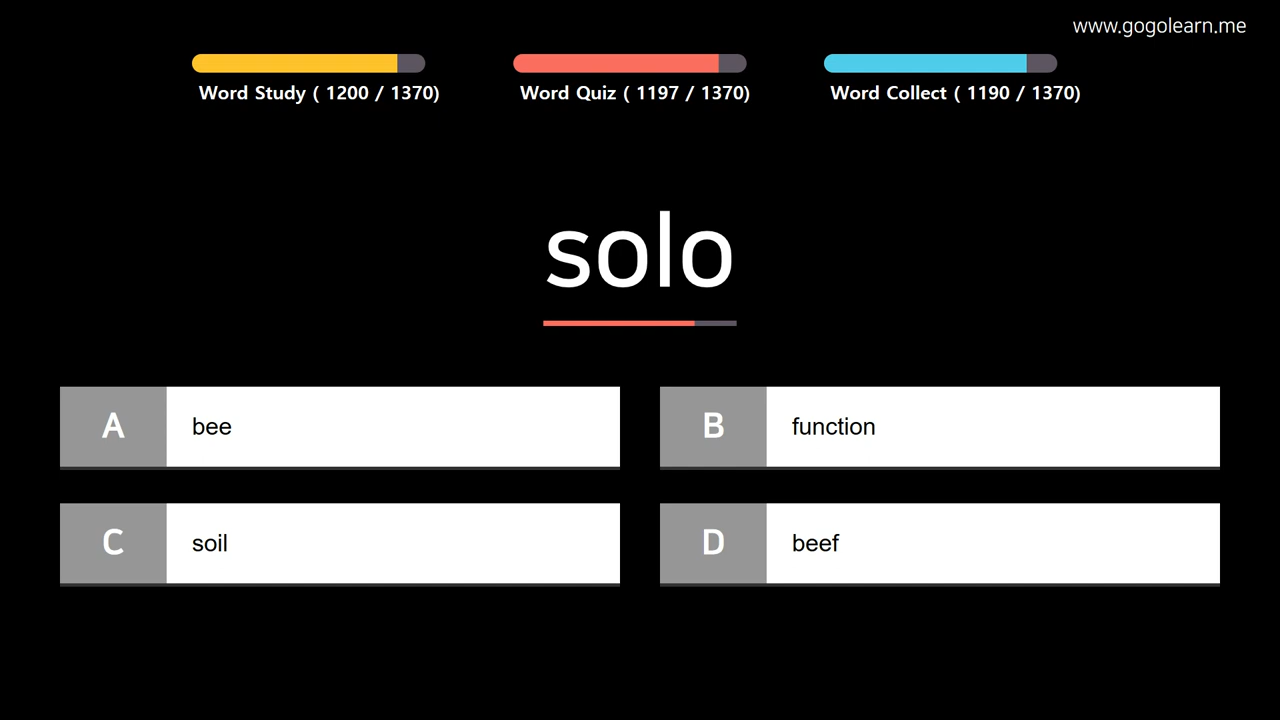 www.gogolearn.me
Word Study ( 1200 / 1370)
Word Quiz ( 1197 / 1370)
Word Collect ( 1190 / 1370)
solo
A bee
B function
C soil
D beef